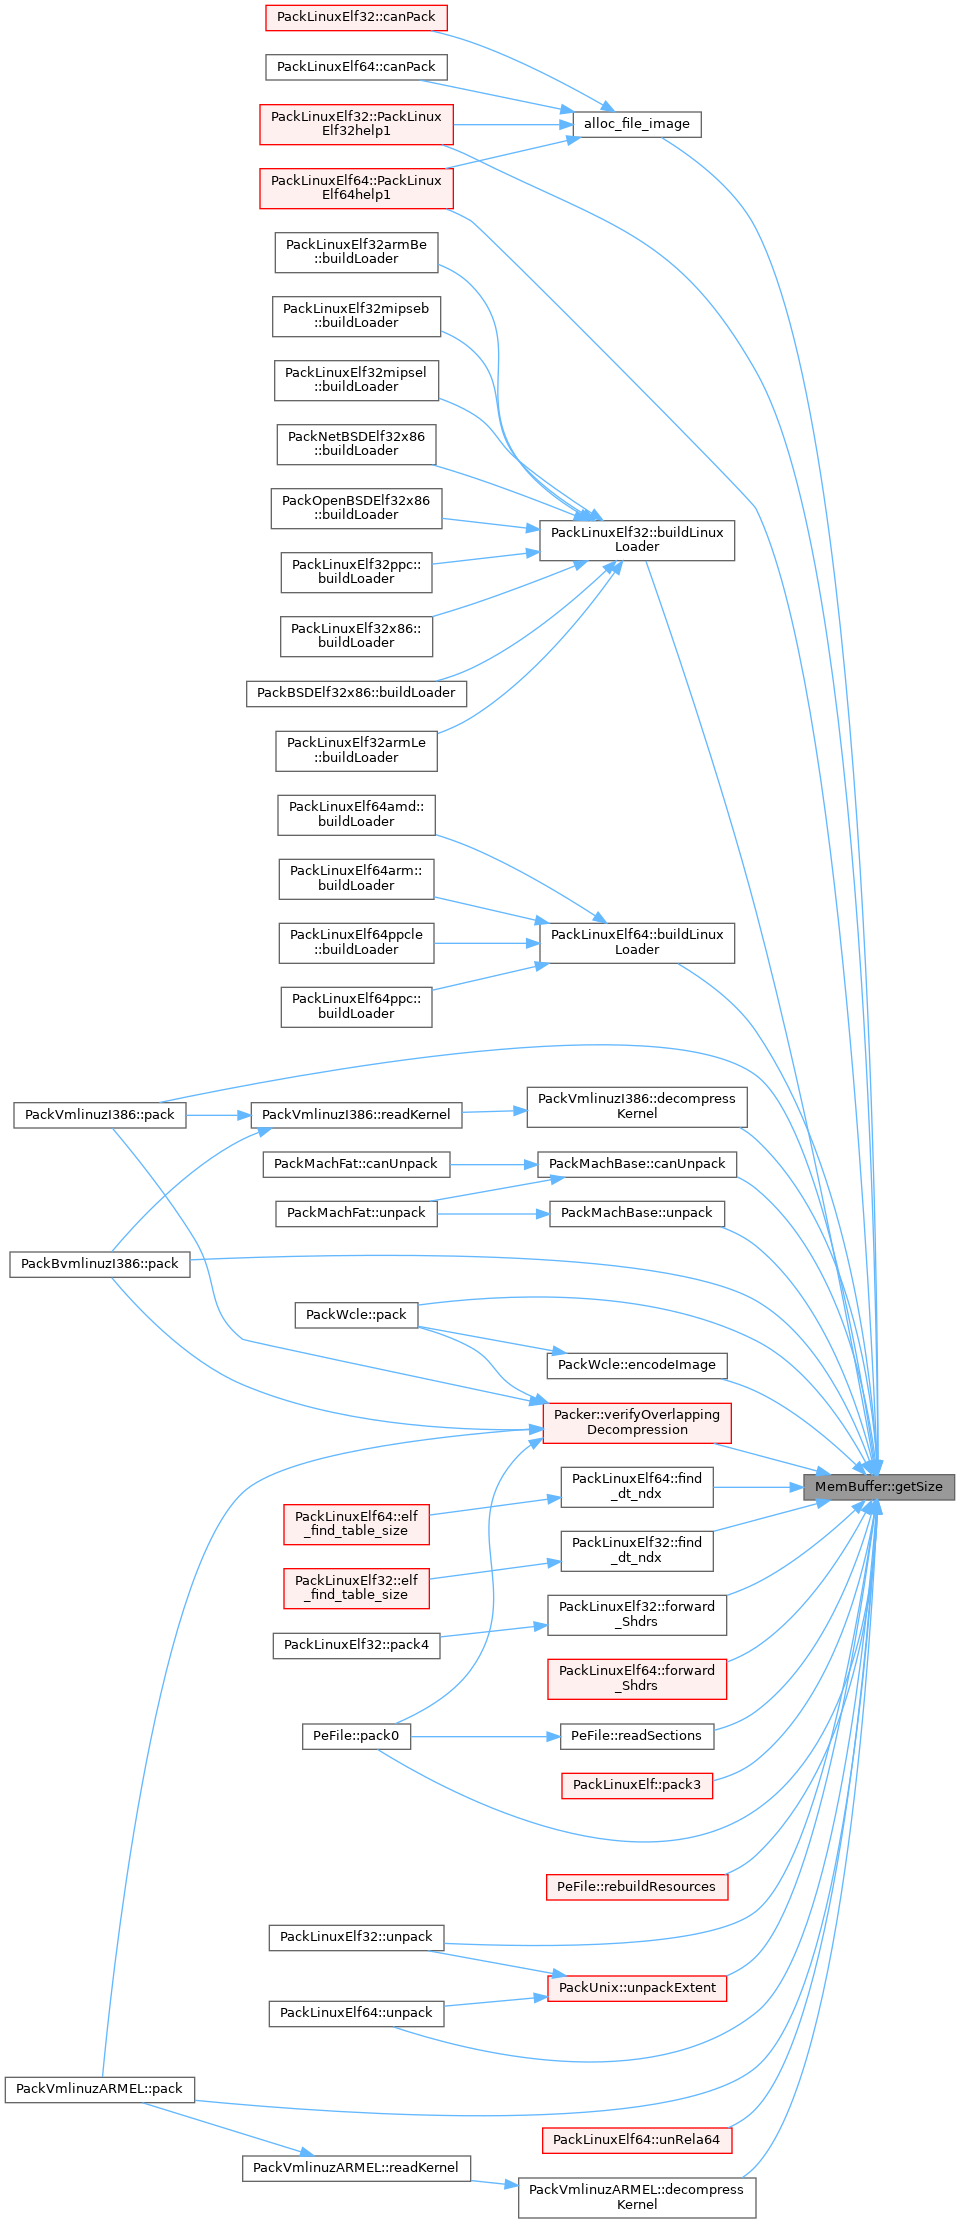 PackLinuxElf32::canPack
PackLinuxElf64::canPack
PackLinuxElf32::PackLinux
Elf32help1
alloc_file_image
PackLinuxElf64::PackLinux
Elf64help1
PackLinuxElf32armBe
::buildLoader
PackLinuxElf32mipseb
::buildLoader
PackLinuxElf32mipsel
::buildLoader
PackNetBSDElf32x86
::buildLoader
PackOpenBSDElf32x86
::buildLoader
PackLinuxElf32::buildLinux
Loader
PackLinuxElf32ppc::
buildLoader
PackLinuxElf32x86::
buildLoader
PackBSDElf32x86::buildLoader
PackLinuxElf32armLe
::buildLoader
PackLinuxElf64amd::
buildLoader
PackLinuxElf64arm::
buildLoader
PackLinuxElf64ppcle
::buildLoader
PackLinuxElf64::buildLinux
Loader
PackLinuxElf64ppc::
buildLoader
PackVmlinuzI386::pack
PackVmlinuzI386::readKernel
PackVmlinuzI386::decompress
Kernel
PackMachFat::canUnpack
PackMachBase::canUnpack
PackMachFat::unpack
PackMachBase::unpack
PackBvmlinuzI386::pack
PackWcle::pack
PackWcle::encodeImage
Packer::verifyOverlapping
Decompression
MemBuffer::getSize
PackLinuxElf64::find
_dt_ndx
PackLinuxElf64::elf
_find_table_size
PackLinuxElf32::find
_dt_ndx
PackLinuxElf32::elf
_find_table_size
PackLinuxElf32::forward
_Shdrs
PackLinuxElf32::pack4
PackLinuxElf64::forward
_Shdrs
PeFile::pack0
PeFile::readSections
PackLinuxElf::pack3
PeFile::rebuildResources
PackLinuxElf32::unpack
PackUnix::unpackExtent
PackLinuxElf64::unpack
PackVmlinuzARMEL::pack
PackLinuxElf64::unRela64
PackVmlinuzARMEL::readKernel
PackVmlinuzARMEL::decompress
Kernel